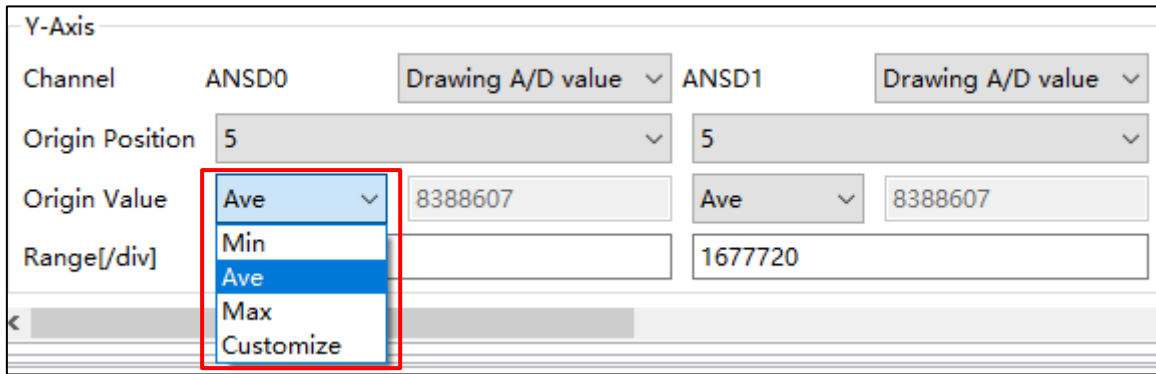 Y-Axis
Channel ANSD0 Drawing A/D value ANSD1 Drawing A/D value
Origin Position 5 5
Origin Value Ave 8388607 Ave 8388607
Range[/div] 1677720
Min
Ave
Max
Customize